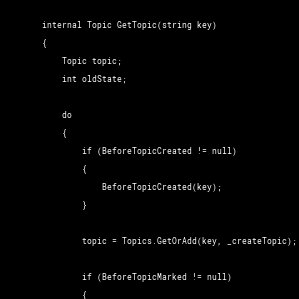 internal Topic GetTopic(string key)
{
Topic topic;
int oldState;
do
{
if (BeforeTopicCreated != null)
{
BeforeTopicCreated(key);
}
topic = Topics.GetOrAdd(key, _createTopic);
if (BeforeTopicMarked != null)
{